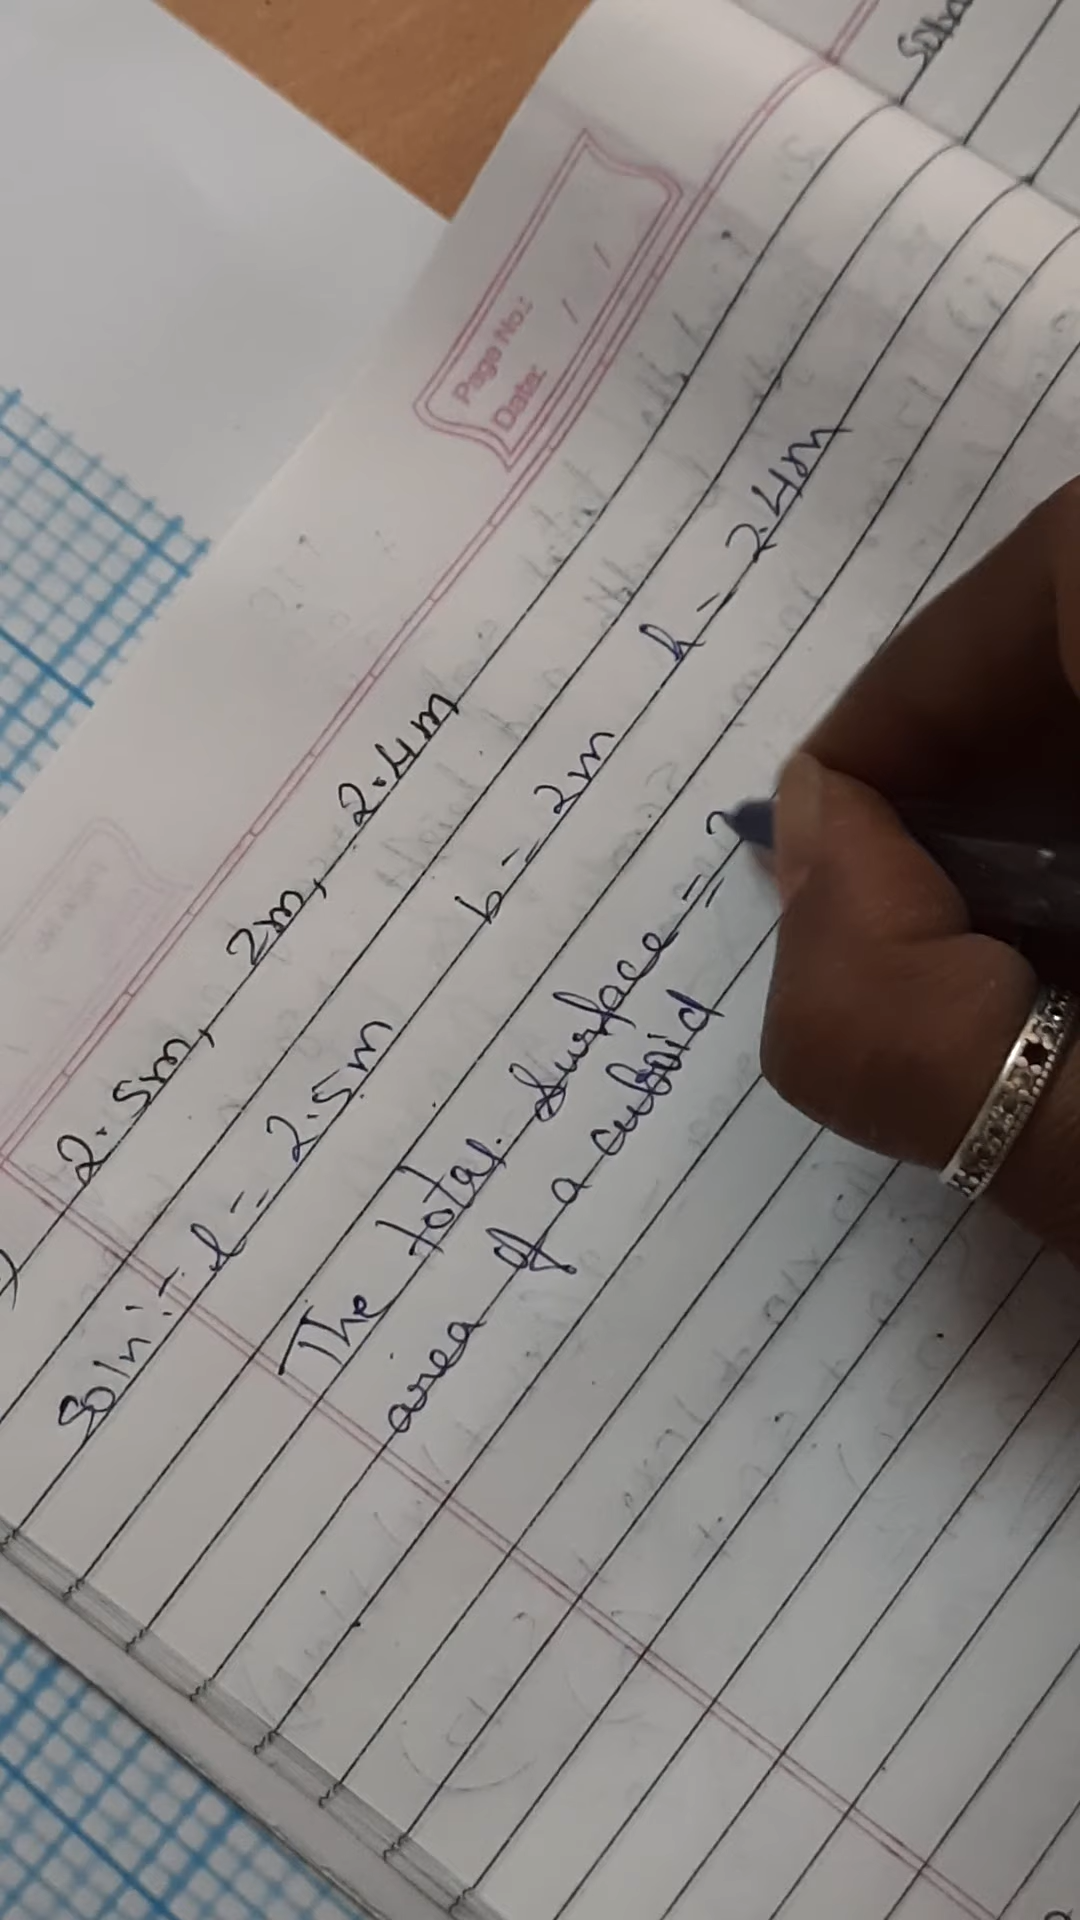 Page No.:
Date: / /
2.5m, 2m, 2.4m
Soln:- l = 2.5m b = 2m h = 2.4m
The total surface = 2
area of a cuboid